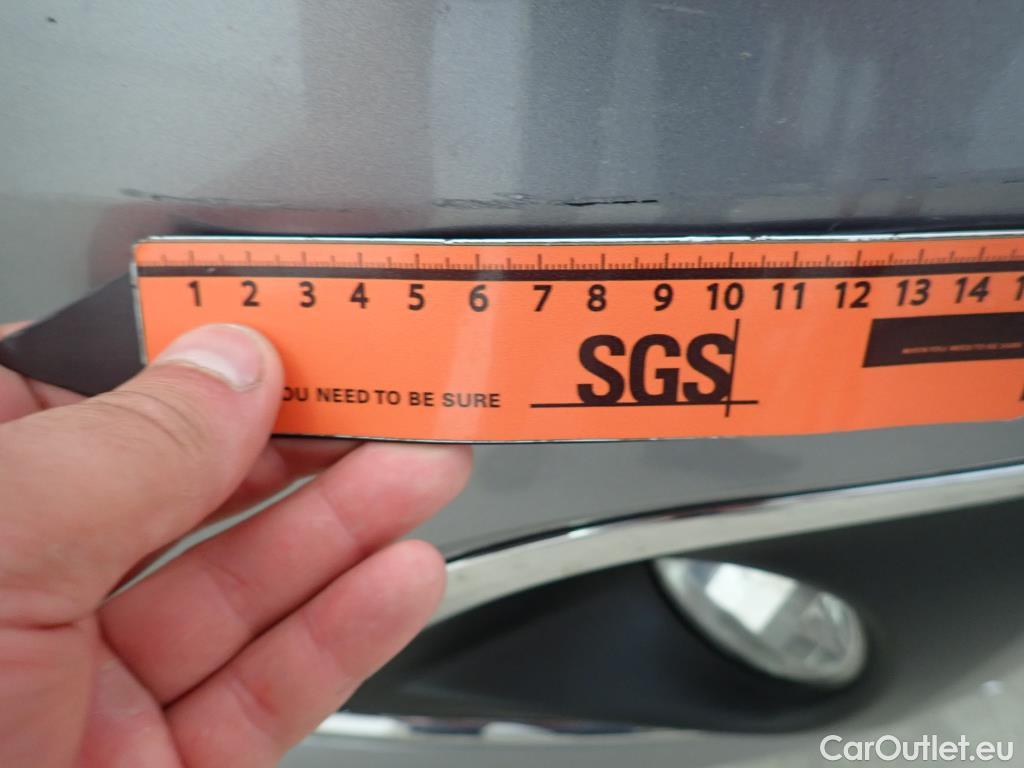 1 2 3 4 5 6 7 8 9 10 11 12 13 14
SGS
OU NEED TO BE SURE
CarOutlet.eu